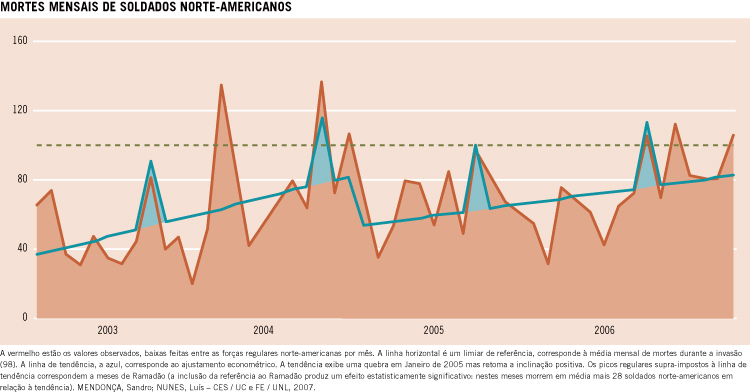 MORTES MENSAIS DE SOLDADOS NORTE-AMERICANOS
160
120
80
40
0
2003 2004 2005 2006
A vermelho estão os valores observados, baixas feitas entre as forças regulares norte-americanas por mês. A linha horizontal é um limiar de referência, corresponde à média mensal de mortes durante a invasão
(98). A linha de tendência, a azul, corresponde ao ajustamento econométrico. A tendência exibe uma quebra em Janeiro de 2005 mas retoma a inclinação positiva. Os picos regulares supra-impostos à linha de
tendência correspondem a meses de Ramadão (a inclusão da referência ao Ramadão produz um efeito estatisticamente significativo: nestes meses morrem em média mais 28 soldados norte-americanos em
relação à tendência). MENDONÇA, Sandro; NUNES, Luís – CES / UC e FE / UNL, 2007.